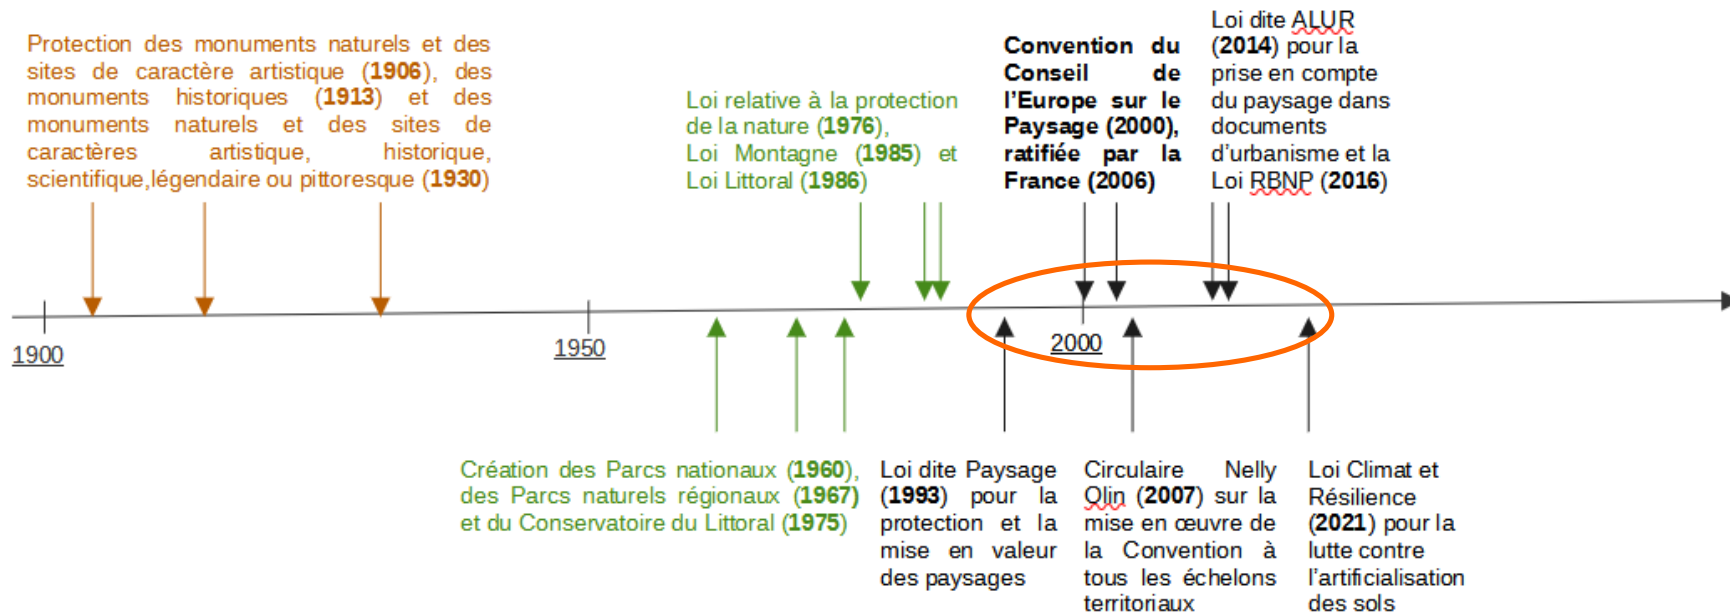 Protection des monuments naturels et des
sites de caractère artistique (1906), des
monuments historiques (1913) et des
monuments naturels et des sites de
caractères artistique, historique,
scientifique,légendaire ou pittoresque (1930)
Loi relative à la protection
de la nature (1976),
Loi Montagne (1985) et
Loi Littoral (1986)
Convention du
Conseil de
l'Europe sur le
Paysage (2000),
ratifiée par la
France (2006)
Loi dite ALUR
(2014) pour la
prise en compte
du paysage dans
documents
d'urbanisme et la
Loi RBNP (2016)
1900
1950
2000
Création des Parcs nationaux (1960),
des Parcs naturels régionaux (1967)
et du Conservatoire du Littoral (1975)
Loi dite Paysage
(1993) pour la
protection et la
mise en valeur
des paysages
Circulaire Nelly
Olin (2007) sur la
mise en œuvre de
la Convention à
tous les échelons
territoriaux
Loi Climat et
Résilience
(2021) pour la
lutte contre
l'artificialisation
des sols